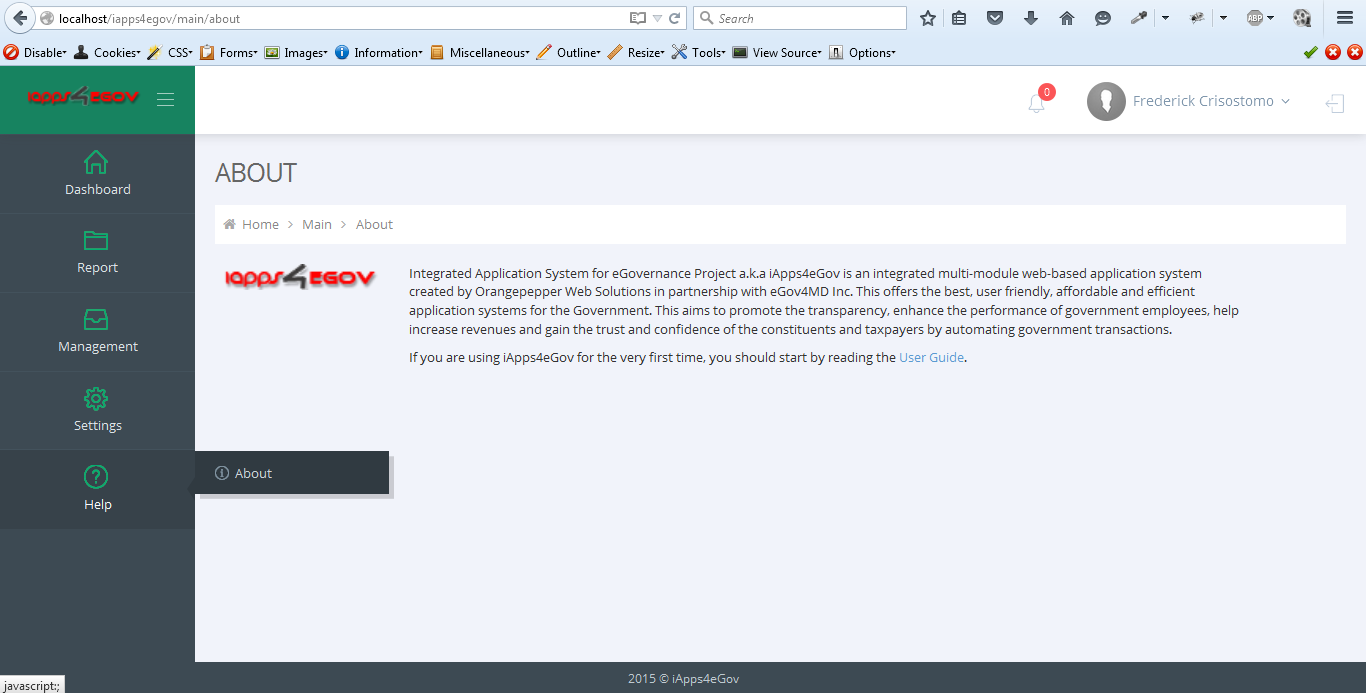 localhost/iapps4egov/main/about
Search
ABP
Disable Cookies CSS Forms Images Information Miscellaneous Outline Resize Tools View Source Options
iapps4EGOV
0
Frederick Crisostomo
Dashboard
Report
Management
Settings
Help
About
ABOUT
Home > Main > About
iapps4EGOV
Integrated Application System for eGovernance Project a.k.a iApps4eGov is an integrated multi-module web-based application system
created by Orangepepper Web Solutions in partnership with eGov4MD Inc. This offers the best, user friendly, affordable and efficient
application systems for the Government. This aims to promote the transparency, enhance the performance of government employees, help
increase revenues and gain the trust and confidence of the constituents and taxpayers by automating government transactions.
If you are using iApps4eGov for the very first time, you should start by reading the User Guide.
2015 © iApps4eGov
javascript:;